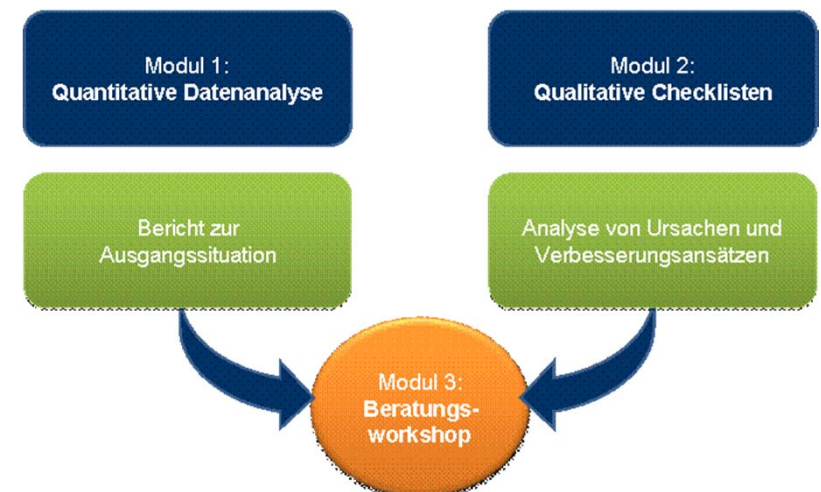 Modul 1:
Quantitative Datenanalyse
Modul 2:
Qualitative Checklisten
Bericht zur
Ausgangssituation
Analyse von Ursachen und
Verbesserungsansätzen
Modul 3:
Beratungs-
workshop